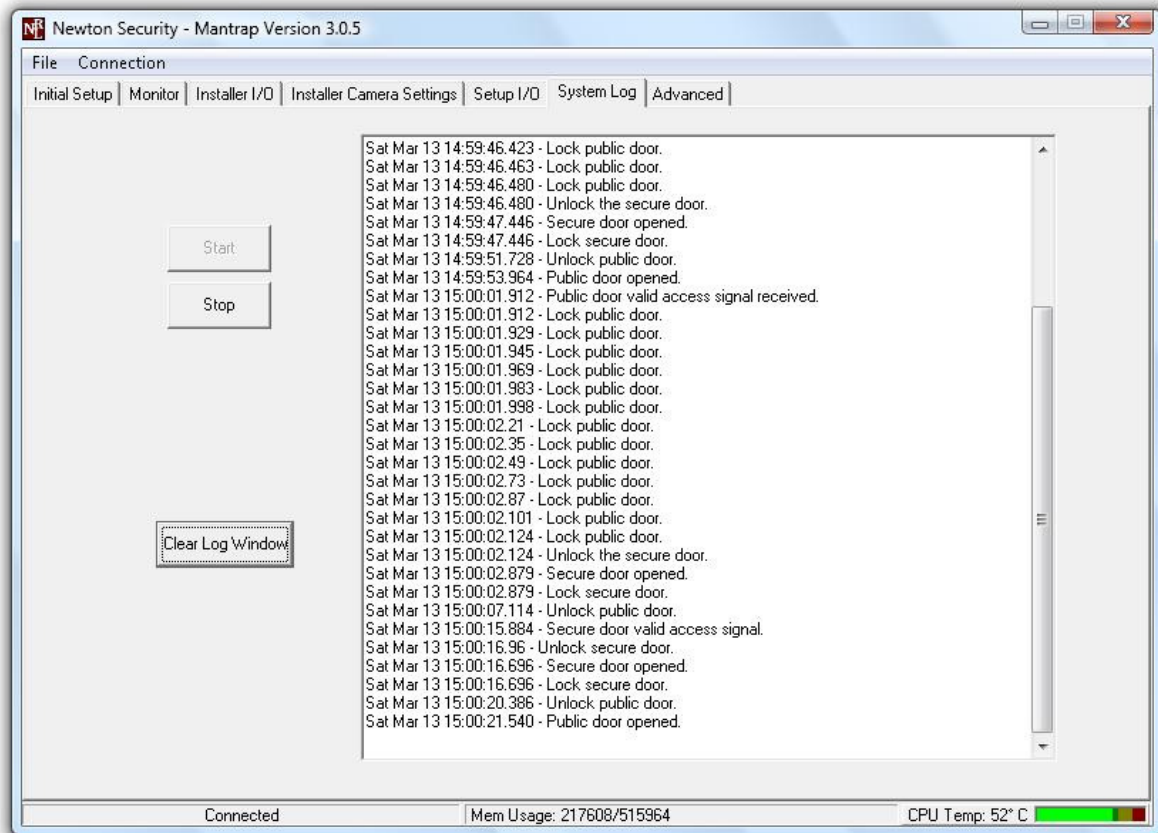 NR Newton Security - Mantrap Version 3.0.5
File Connection
Initial Setup Monitor Installer I/O Installer Camera Settings Setup I/O System Log Advanced
Sat Mar 13 14:59:46.423 - Lock public door.
Sat Mar 13 14:59:46.463 - Lock public door.
Sat Mar 13 14:59:46.480 - Lock public door.
Sat Mar 13 14:59:46.480 - Unlock the secure door.
Sat Mar 13 14:59:47.446 - Secure door opened.
Sat Mar 13 14:59:47.446 - Lock secure door.
Sat Mar 13 14:59:51.728 - Unlock public door.
Sat Mar 13 14:59:53.964 - Public door opened.
Sat Mar 13 15:00:01.912 - Public door valid access signal received.
Sat Mar 13 15:00:01.912 - Lock public door.
Sat Mar 13 15:00:01.929 - Lock public door.
Sat Mar 13 15:00:01.945 - Lock public door.
Sat Mar 13 15:00:01.969 - Lock public door.
Sat Mar 13 15:00:01.983 - Lock public door.
Sat Mar 13 15:00:01.998 - Lock public door.
Sat Mar 13 15:00:02.21 - Lock public door.
Sat Mar 13 15:00:02.35 - Lock public door.
Sat Mar 13 15:00:02.49 - Lock public door.
Sat Mar 13 15:00:02.73 - Lock public door.
Sat Mar 13 15:00:02.87 - Lock public door.
Sat Mar 13 15:00:02.101 - Lock public door.
Sat Mar 13 15:00:02.124 - Lock public door.
Sat Mar 13 15:00:02.124 - Unlock the secure door.
Sat Mar 13 15:00:02.879 - Secure door opened.
Sat Mar 13 15:00:02.879 - Lock secure door.
Sat Mar 13 15:00:07.114 - Unlock public door.
Sat Mar 13 15:00:15.884 - Secure door valid access signal.
Sat Mar 13 15:00:16.96 - Unlock secure door.
Sat Mar 13 15:00:16.696 - Secure door opened.
Sat Mar 13 15:00:16.696 - Lock secure door.
Sat Mar 13 15:00:20.386 - Unlock public door.
Sat Mar 13 15:00:21.540 - Public door opened.
Start
Stop
Clear Log Window
Connected
Mem Usage: 217608/515964
CPU Temp: 52° C